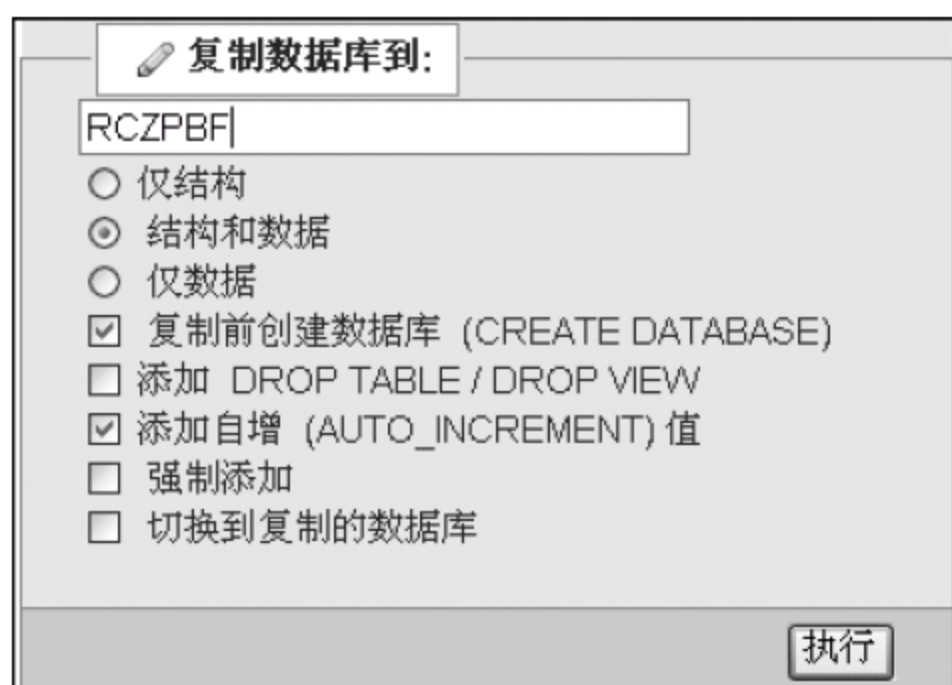 复制数据库到:
RCZPBF
仅结构
结构和数据
仅数据
复制前创建数据库 (CREATE DATABASE)
添加 DROP TABLE / DROP VIEW
添加自增 (AUTO_INCREMENT) 值
强制添加
切换到复制的数据库
执行